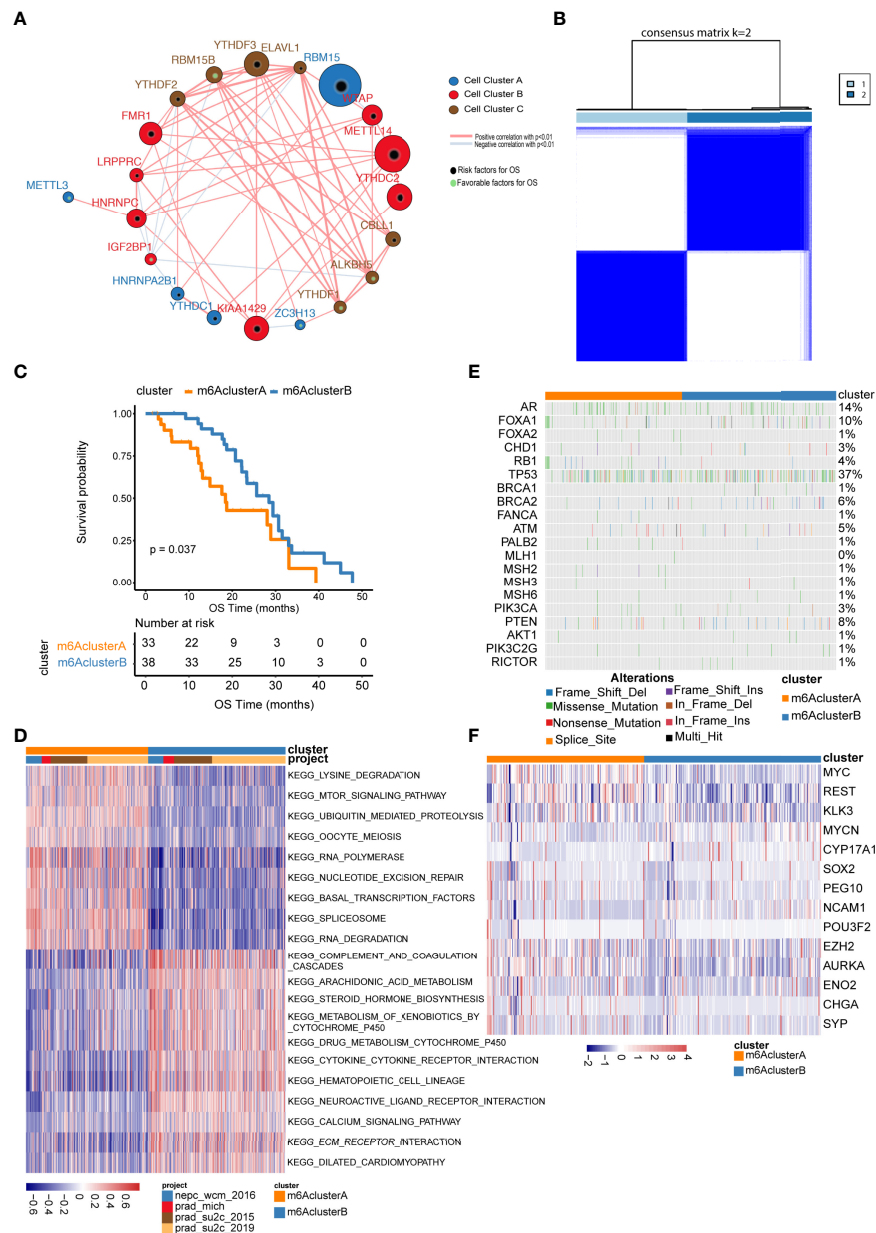 A
YTHDF3
ELAVL1
RBM15
RBM15B
YTHDF2
FMR1
LRPPRC
METTL3
HNRNPC
IGF2BP1
HNRNPA2B1
YTHDC1
KIAA1429
ZC3H13
YTHDF1
ALKBH5
CBLL1
YTHDC2
METTL14
Cell Cluster A
Cell Cluster B
Cell Cluster C
Positive correlation with p<0.01
Negative correlation with p<0.01
Risk factors for OS
Favorable factors for OS
B
consensus matrix k=2
1
2
C
cluster m6AclusterA m6AclusterB
Survival probability
1.00
0.75
0.50
0.25
0.00
p = 0.037
0 10 20 30 40 50
OS Time (months)
Number at risk
cluster
m6AclusterA 33 22 9 3 0 0
m6AclusterB 38 33 25 10 3 0
0 10 20 30 40 50
OS Time (months)
E
cluster
AR 14%
FOXA1 10%
FOXA2 1%
CHD1 3%
RB1 4%
TP53 37%
BRCA1 1%
BRCA2 6%
FANCA 1%
ATM 5%
PALB2 1%
MLH1 0%
MSH2 1%
MSH3 1%
MSH6 1%
PIK3CA 3%
PTEN 8%
AKT1 1%
PIK3C2G 1%
RICTOR 1%
Alterations
Frame_Shift_Del Frame_Shift_Ins
Missense_Mutation In_Frame_Del
Nonsense_Mutation In_Frame_Ins
Splice_Site Multi_Hit
cluster
m6AclusterA
m6AclusterB
D
cluster
project
KEGG_LYSINE_DEGRADATION
KEGG_MTOR_SIGNALING_PATHWAY
KEGG_UBIQUITIN_MEDIATED_PROTEOLYSIS
KEGG_OOCYTE_MEIOSIS
KEGG_RNA_POLYMERASE
KEGG_NUCLEOTIDE_EXCISION_REPAIR
KEGG_BASAL_TRANSCRIPTION_FACTORS
KEGG_SPLICEOSOME
KEGG_RNA_DEGRADATION
KEGG_COMPLEMENT_AND_COAGULATION
_CASCADES
KEGG_ARACHIDONIC_ACID_METABOLISM
KEGG_STEROID_HORMONE_BIOSYNTHESIS
KEGG_METABOLISM_OF_XENOBIOTICS_BY
_CYTOCHROME_P450
KEGG_DRUG_METABOLISM_CYTOCHROME_P450
KEGG_CYTOKINE_CYTOKINE_RECEPTOR_INTERACTION
KEGG_HEMATOPOIETIC_CELL_LINEAGE
KEGG_NEUROACTIVE_LIGAND_RECEPTOR_INTERACTION
KEGG_CALCIUM_SIGNALING_PATHWAY
KEGG_ECM_RECEPTOR_INTERACTION
KEGG_DILATED_CARDIOMYOPATHY
-0.6 -0.4 -0.2 0 0.2 0.4 0.6
project
nepc_wcm_2016
prad_mich
prad_su2c_2015
prad_su2c_2019
cluster
m6AclusterA
m6AclusterB
F
cluster
MYC
REST
KLK3
MYCN
CYP17A1
SOX2
PEG10
NCAM1
POU3F2
EZH2
AURKA
ENO2
CHGA
SYP
-2 -1 0 1 2 3 4
cluster
m6AclusterA
m6AclusterB